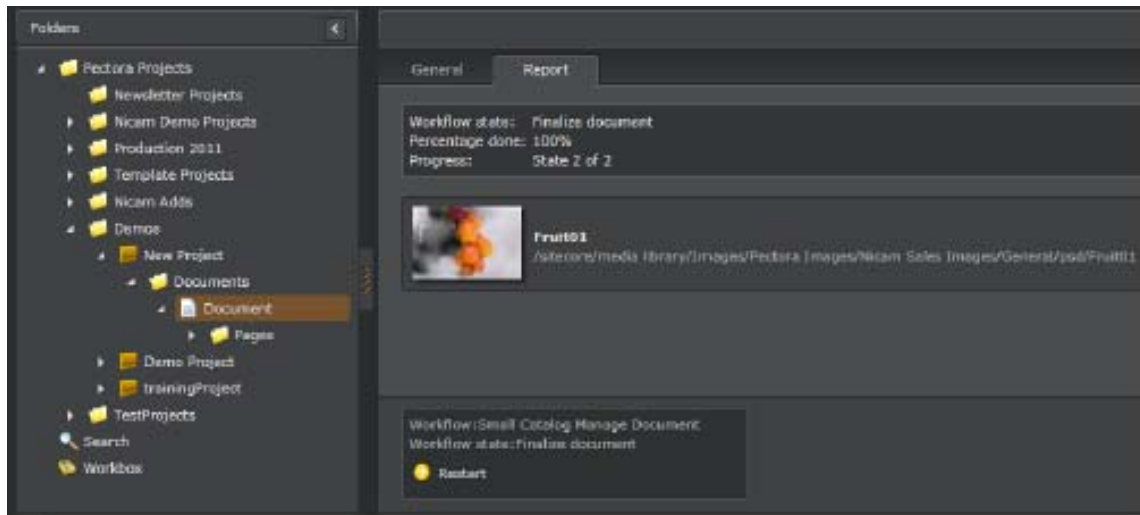 Folders
Pectora Projects
Newsletter Projects
Nicam Demo Projects
Production 2011
Template Projects
Nicam Adds
Demos
New Project
Documents
Document
Pages
Demo Project
trainingProject
TestProjects
Search
Workbox
General
Report
Workflow state: Finalize document
Percentage done: 100%
Progress: State 2 of 2
Fruit01
/sitecore/media library/Images/Pectora Images/Nicam Sales Images/General/psd/Fruit01
Workflow:Small Catalog Manage Document
Workflow state:Finalize document
Restart